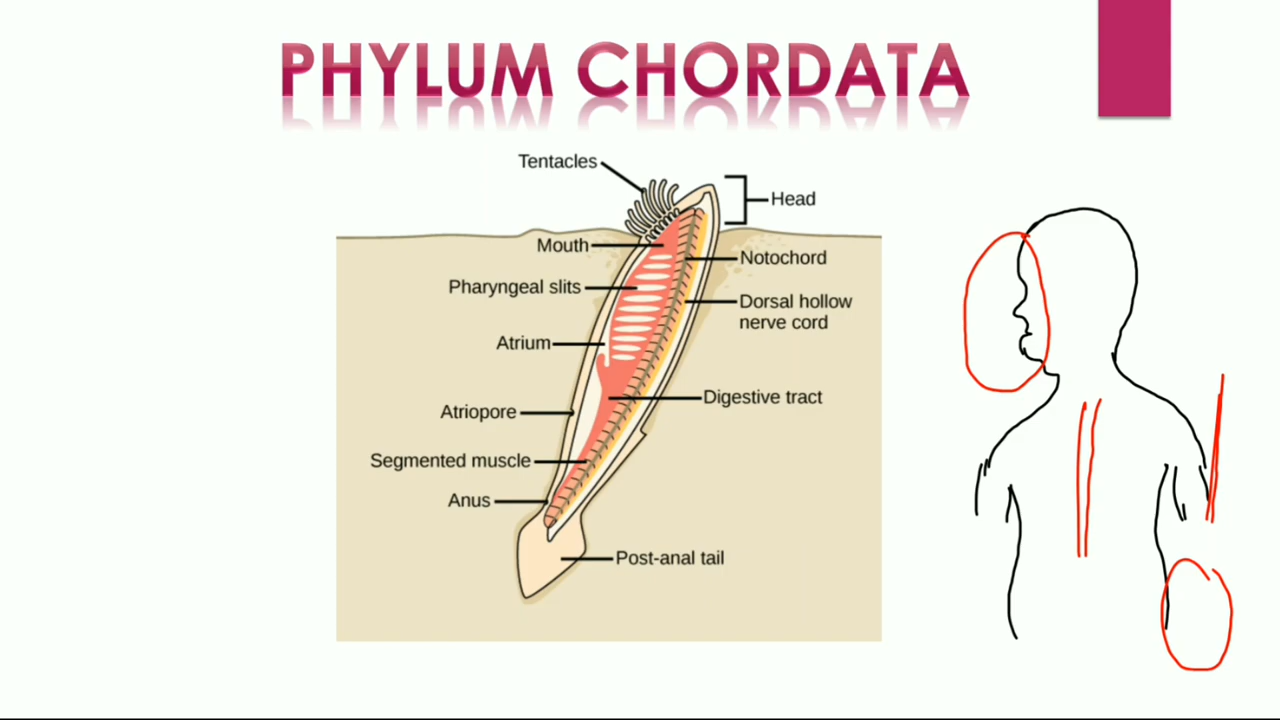 PHYLUM CHORDATA
Tentacles
Head
Mouth
Notochord
Pharyngeal slits
Dorsal hollow
nerve cord
Atrium
Digestive tract
Atriopore
Segmented muscle
Anus
Post-anal tail